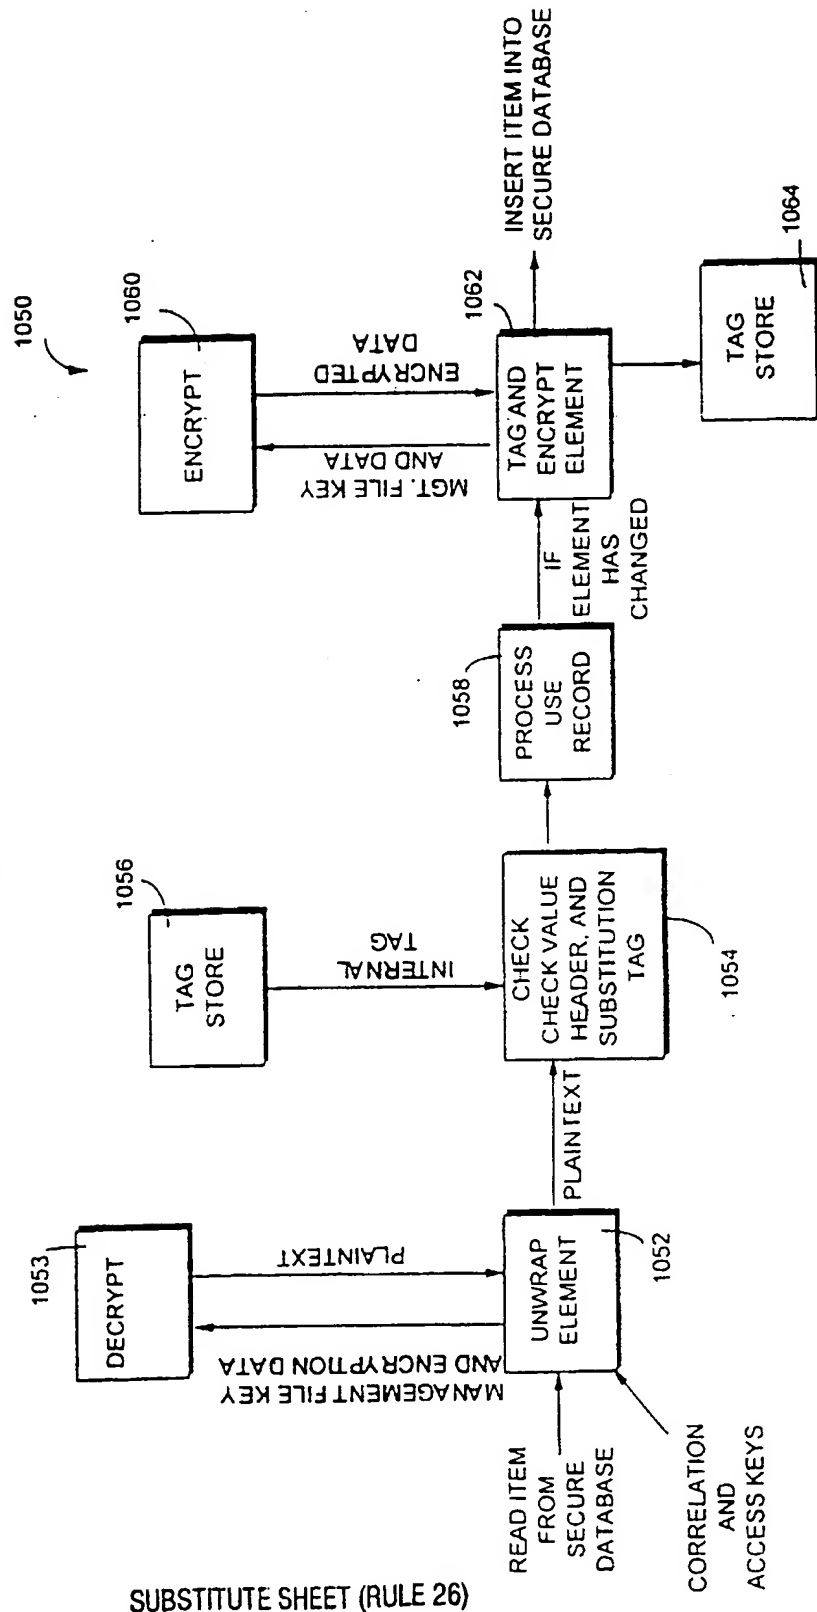 1050
1053
DECRYPT
MANAGEMENT FILE KEY
AND ENCRYPTION DATA
PLAINTEXT
READ ITEM
FROM
SECURE
DATABASE
CORRELATION
AND
ACCESS KEYS
UNWRAP
ELEMENT
1052
PLAINTEXT
1056
TAG
STORE
INTERNAL
TAG
CHECK
CHECK VALUE
HEADER, AND
SUBSTITUTION
TAG
1054
1058
PROCESS
USE
RECORD
IF
ELEMENT
HAS
CHANGED
1060
ENCRYPT
MGT. FILE KEY
AND DATA
ENCRYPTED
DATA
1062
TAG AND
ENCRYPT
ELEMENT
INSERT ITEM INTO
SECURE DATABASE
TAG
STORE
1064
SUBSTITUTE SHEET (RULE 26)